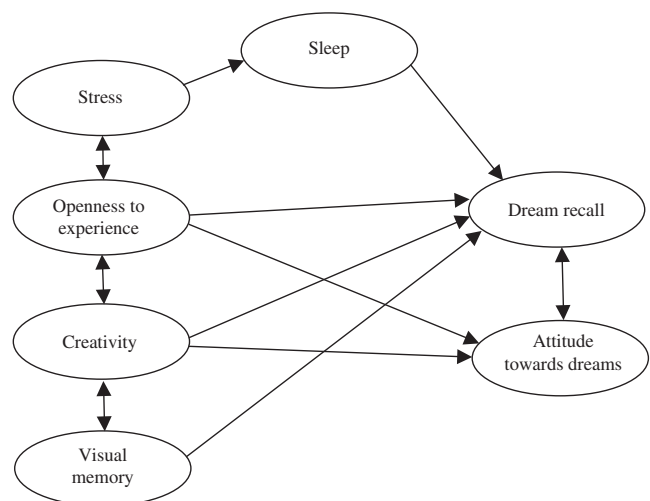 Sleep
Stress
Openness to
experience
Dream recall
Creativity
Attitude
towards dreams
Visual
memory